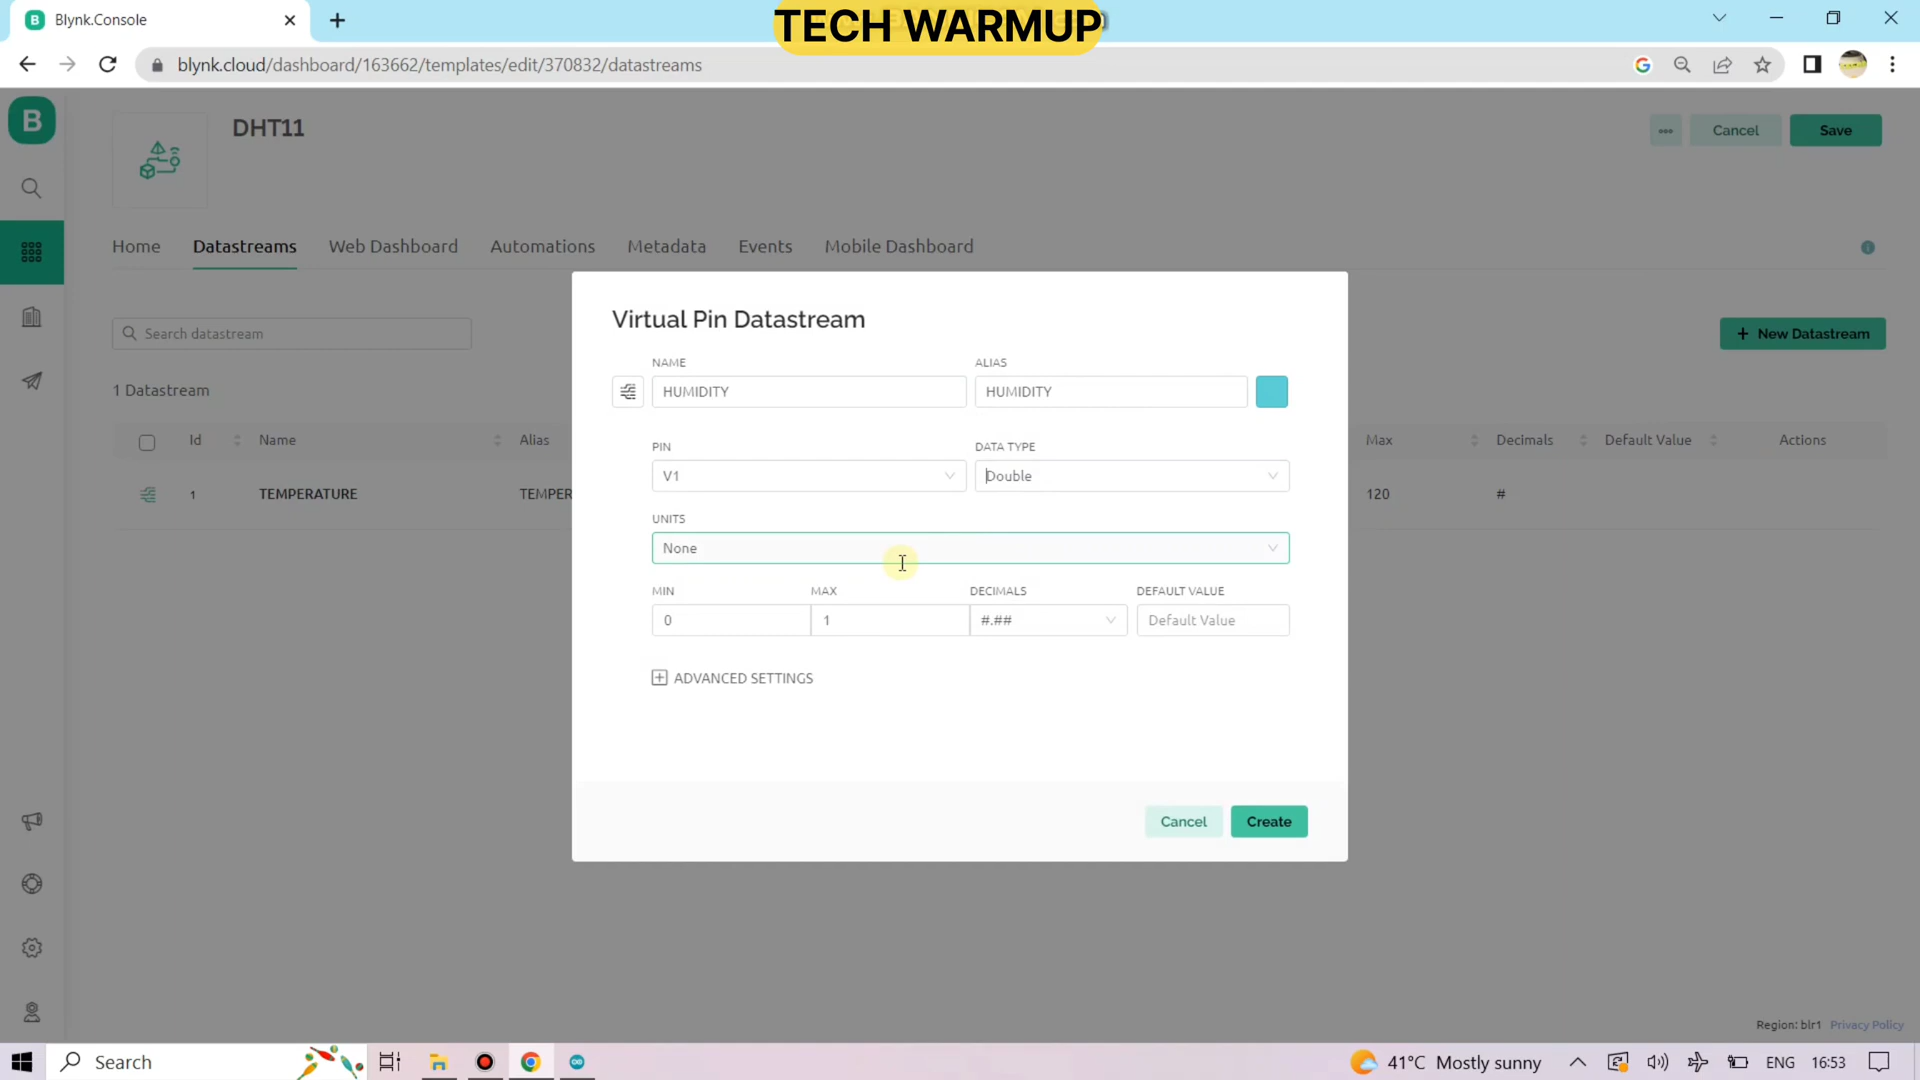 Blynk.Console
TECH WARMUP
blynk.cloud/dashboard/163662/templates/edit/370832/datastreams
B
DHT11
Cancel
Save
Home
Datastreams
Web Dashboard
Automations
Metadata
Events
Mobile Dashboard
Search datastream
+ New Datastream
1 Datastream
Id
Name
Alias
Max
Decimals
Default Value
Actions
1
TEMPERATURE
TEMPER
120
#
Virtual Pin Datastream
NAME
ALIAS
HUMIDITY
HUMIDITY
PIN
DATA TYPE
V1
Double
UNITS
None
MIN
MAX
DECIMALS
DEFAULT VALUE
0
1
#.##
Default Value
ADVANCED SETTINGS
Cancel
Create
Region: blr1 Privacy Policy
Search
41°C Mostly sunny
ENG
16:53